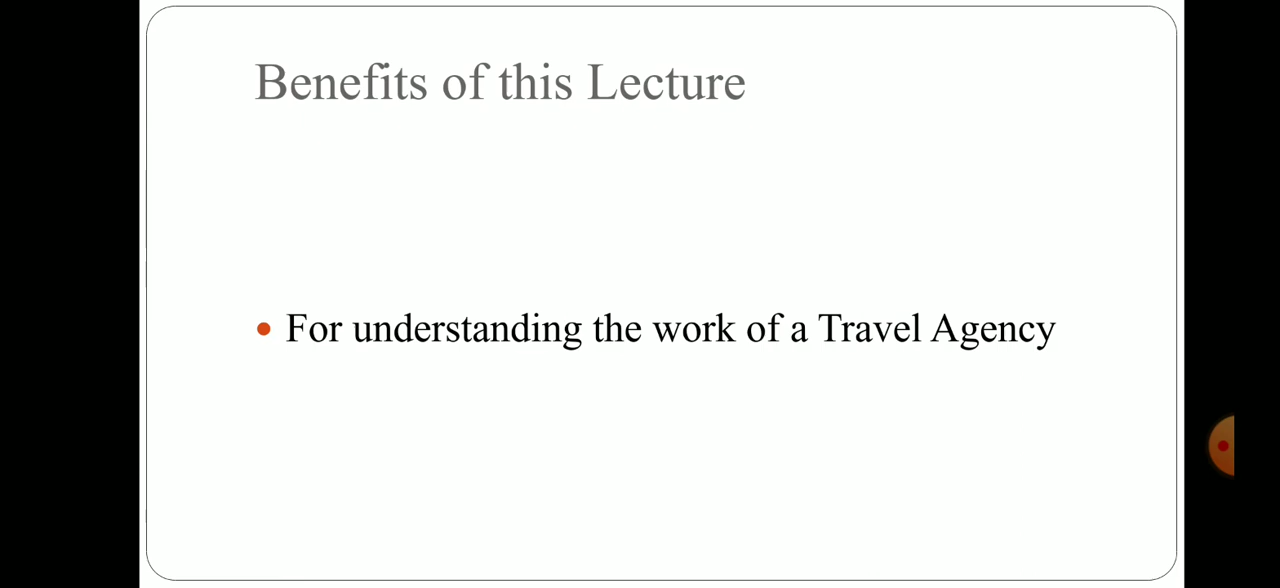 Benefits of this Lecture
• For understanding the work of a Travel Agency